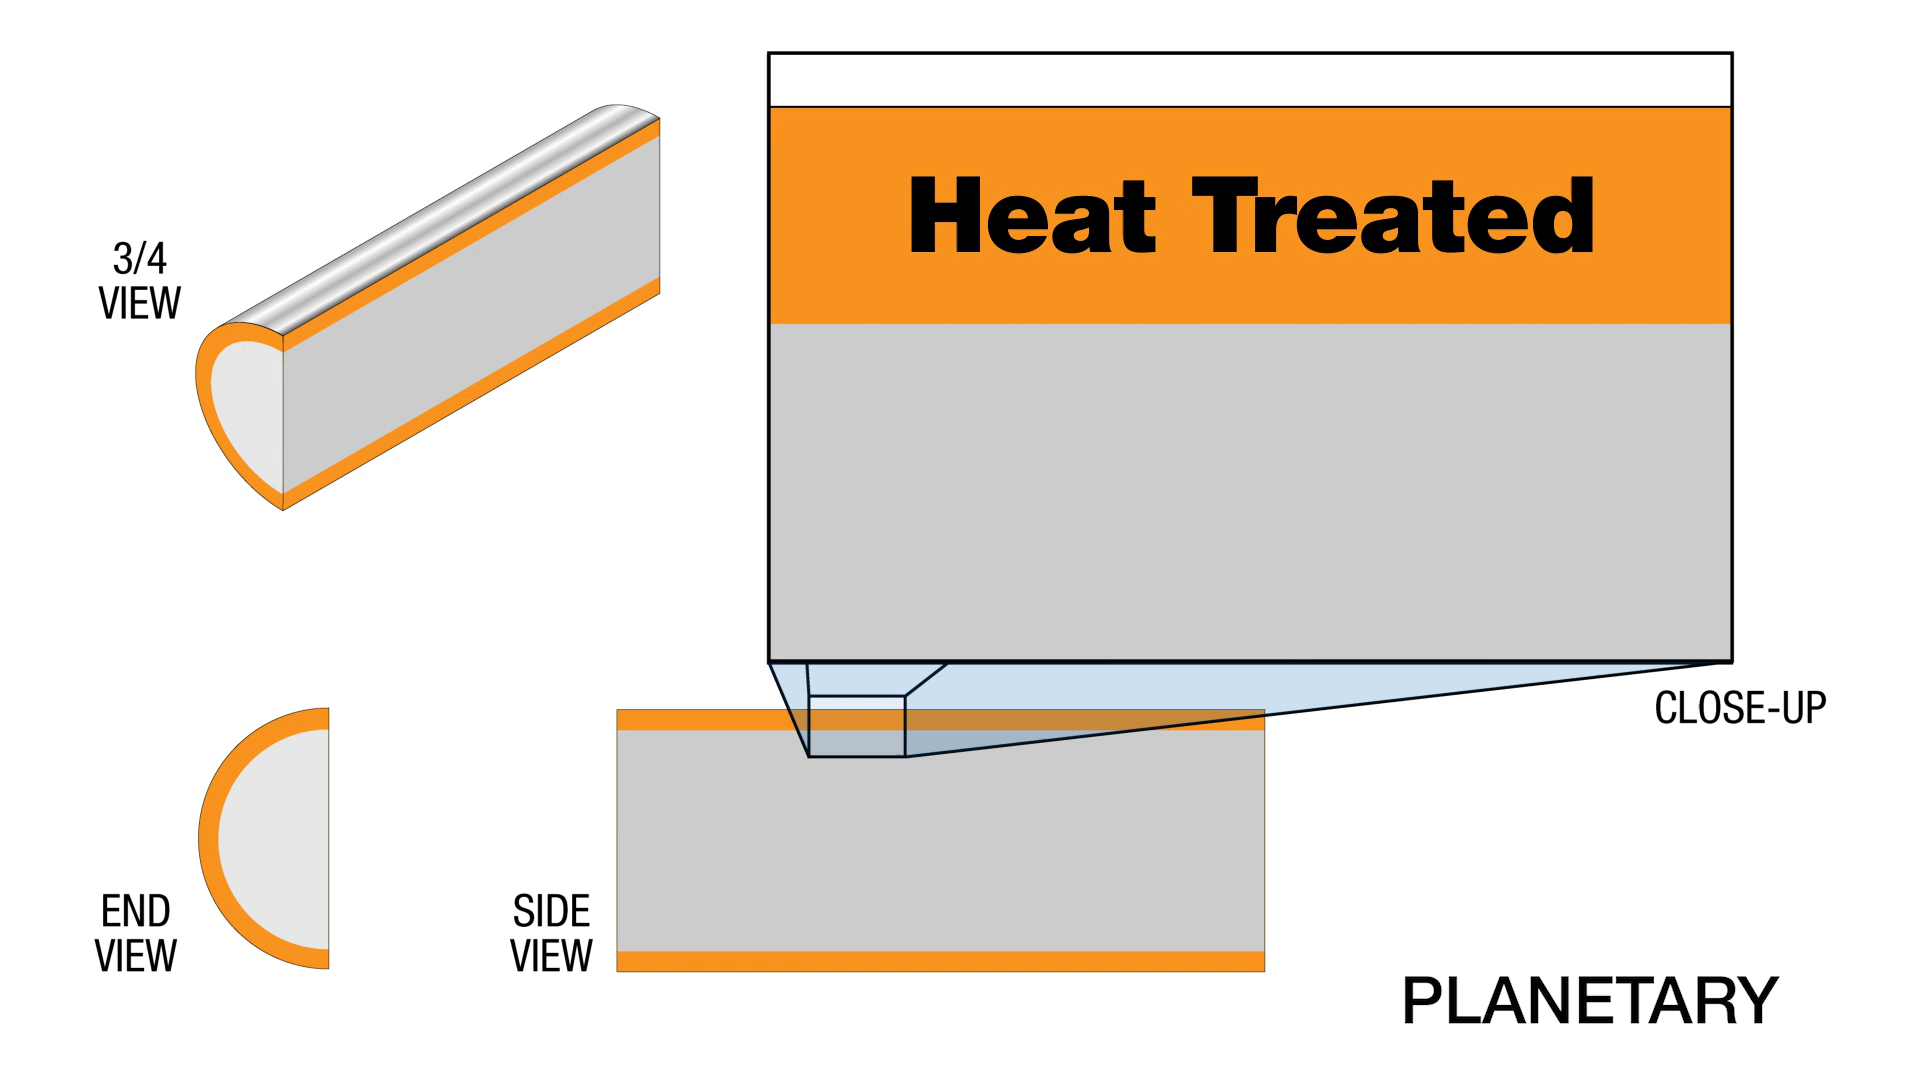 Heat Treated
3/4
VIEW
CLOSE-UP
END
VIEW
SIDE
VIEW
PLANETARY